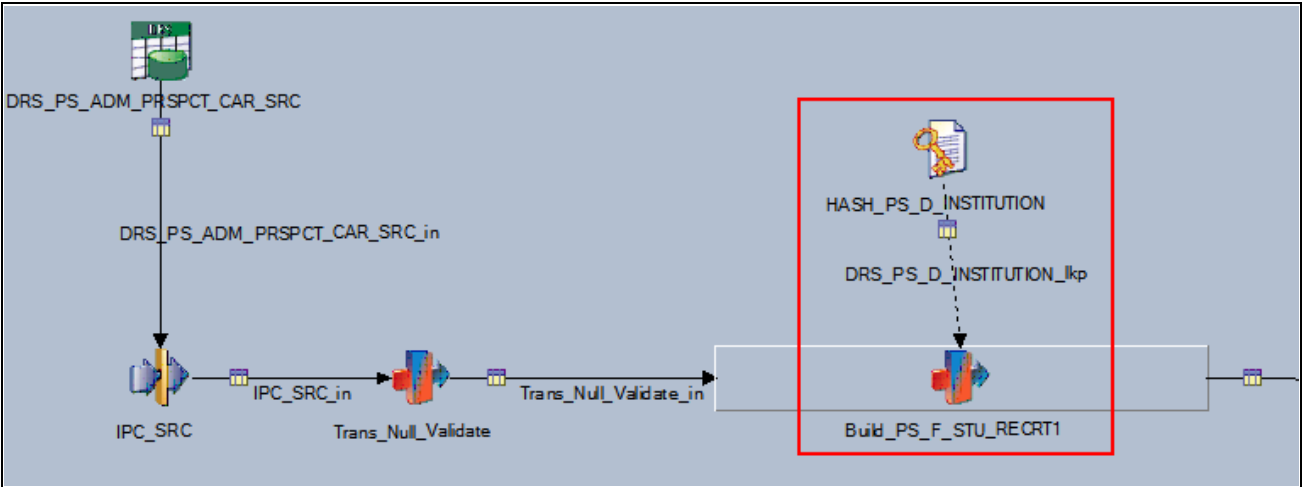 DRS
DRS_PS_ADM_PRSPCT_CAR_SRC
HASH_PS_D_INSTITUTION
DRS_PS_ADM_PRSPCT_CAR_SRC_in
DRS_PS_D_INSTITUTION_lkp
IPC_SRC_in
Trans_Null_Validate_in
IPC_SRC
Trans_Null_Validate
Build_PS_F_STU_RECRT1